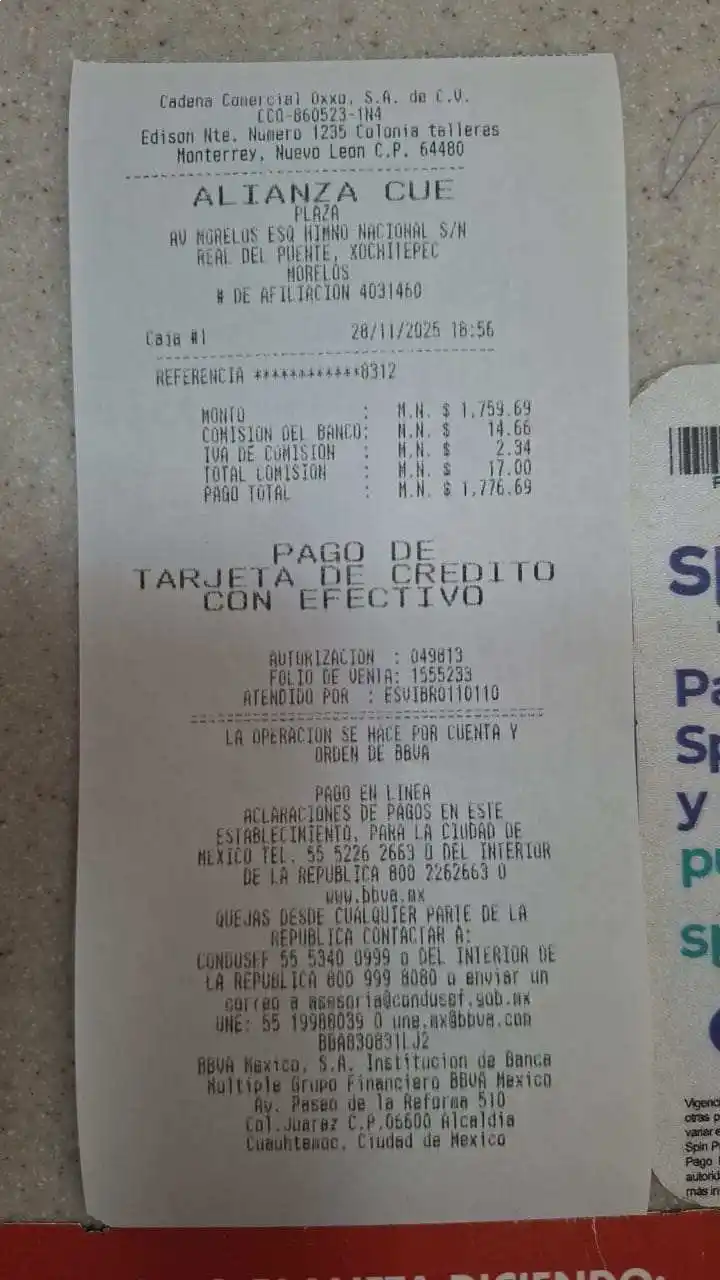 Cadena Comercial Oxxo, S.A. de C.V.
CCO-860523-1N4
Edison Nte. Numero 1235 Colonia talleres
Monterrey, Nuevo Leon C.P. 64480
ALIANZA CUE
PLAZA
AV MORELOS ESQ HIMNO NACIONAL S/N
REAL DEL PUENTE, XOCHITEPEC
MORELOS
# DE AFILIACION 4031460
Caja #1 28/11/2025 18:56
REFERENCIA ************8312
MONTO : M.N. $ 1,759.69
COMISION DEL BANCO: M.N. $ 14.66
IVA DE COMISION : M.N. $ 2.34
TOTAL COMISION : M.N. $ 17.00
PAGO TOTAL : M.N. $ 1,776.69
PAGO DE
TARJETA DE CREDITO
CON EFECTIVO
AUTORIZACION : 049813
FOLIO DE VENTA: 1555233
ATENDIDO POR : ESVIBRO110110
LA OPERACION SE HACE POR CUENTA Y
ORDEN DE BBVA
PAGO EN LINEA
ACLARACIONES DE PAGOS EN ESTE
ESTABLECIMIENTO, PARA LA CIUDAD DE
MEXICO TEL. 55 5226 2663 O DEL INTERIOR
DE LA REPUBLICA 800 2262663 O
www.bbva.mx
QUEJAS DESDE CUALQUIER PARTE DE LA
REPUBLICA CONTACTAR A:
CONDUSEF 55 5340 0999 o DEL INTERIOR DE
LA REPUBLICA 800 999 8080 o enviar un
correo a asesoria@condusef.gob.mx
UNE: 55 19988039 O une.mx@bbva.com
BBA830831LJ2
BBVA Mexico, S.A. Institucion de Banca
Multiple Grupo Financiero BBVA Mexico
Av. Paseo de la Reforma 510
Col.Juarez C.P.06600 Alcaldia
Cuauhtemoc, Ciudad de Mexico
y
Spin P
Pago
más in